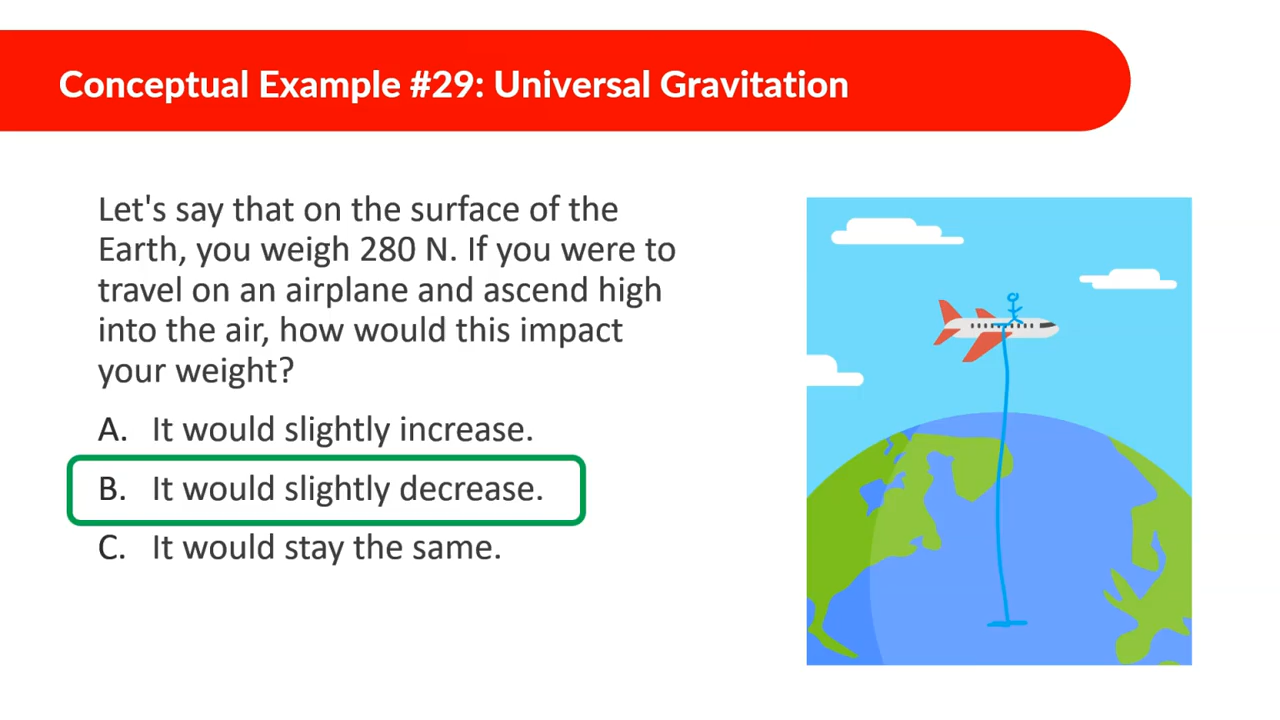 Conceptual Example #29: Universal Gravitation
Let's say that on the surface of the
Earth, you weigh 280 N. If you were to
travel on an airplane and ascend high
into the air, how would this impact
your weight?
A. It would slightly increase.
B. It would slightly decrease.
C. It would stay the same.